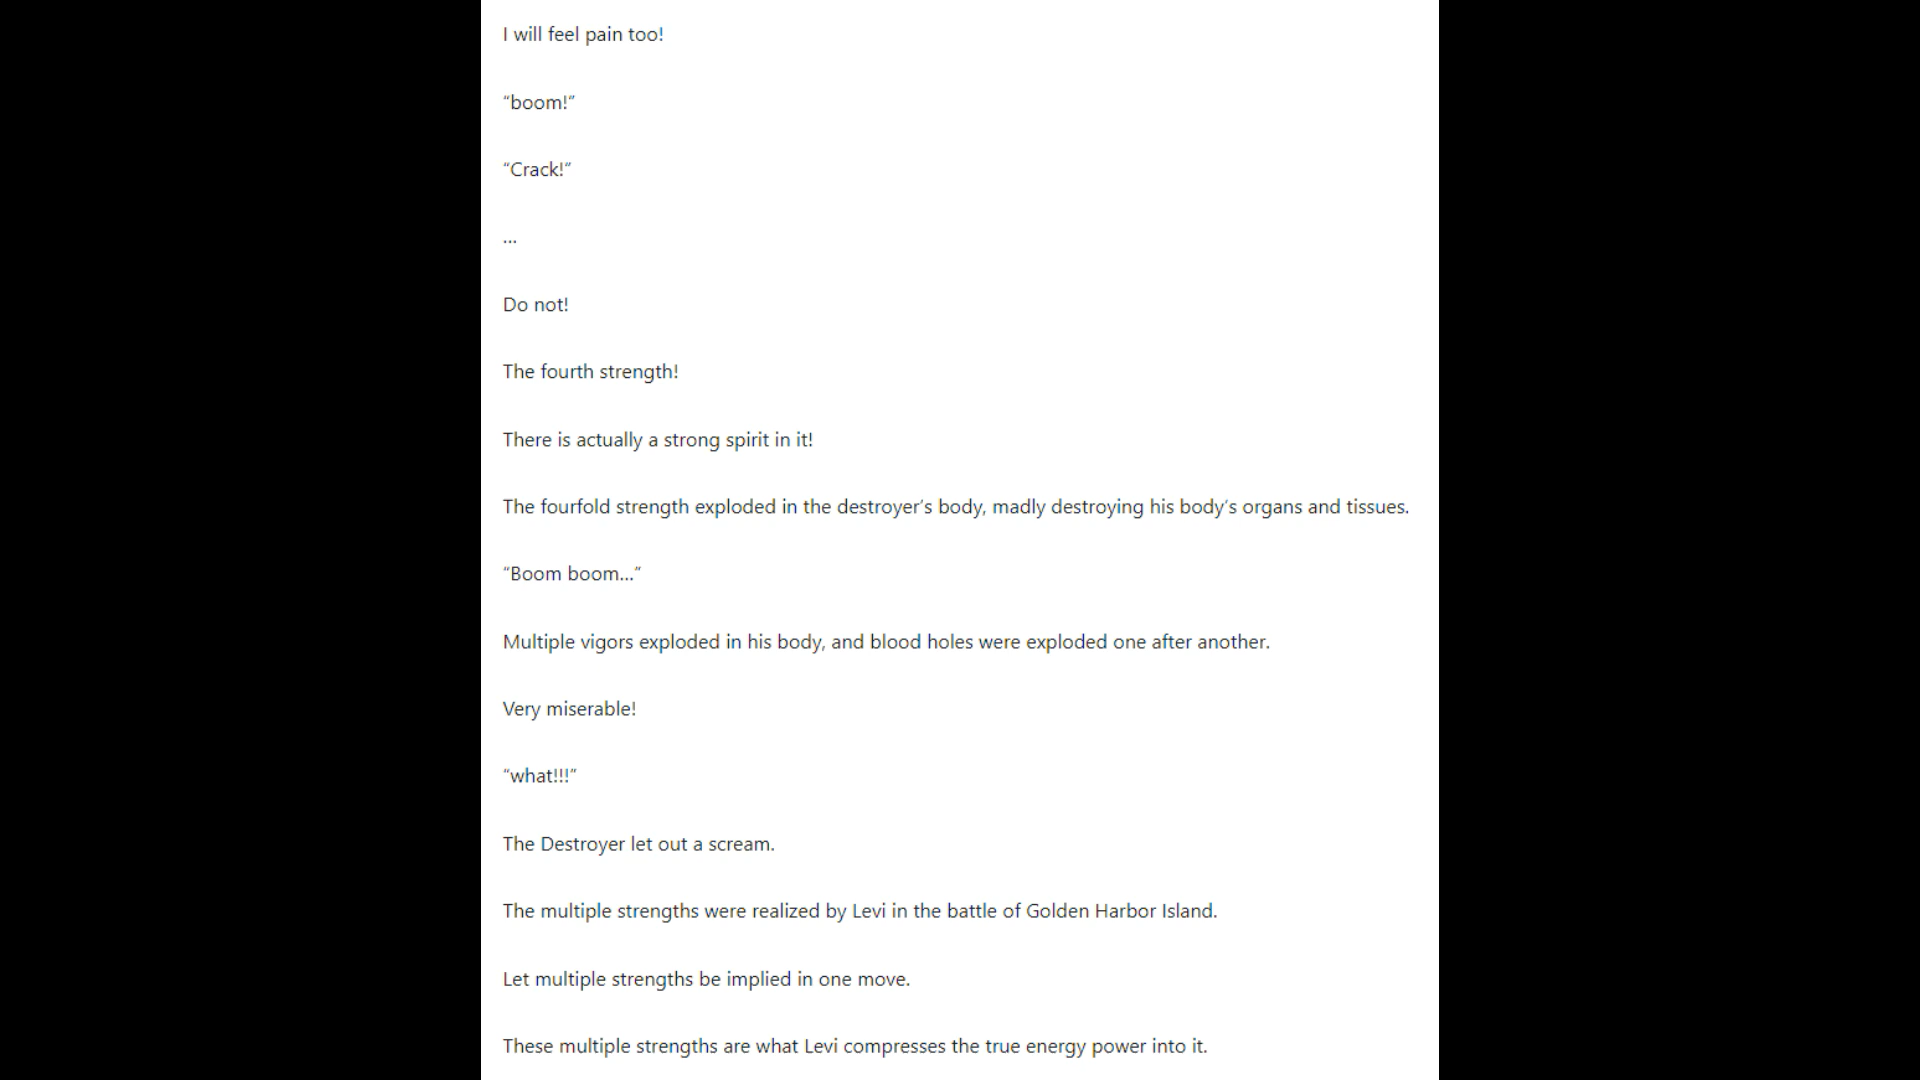 I will feel pain too!
“boom!”
“Crack!”
…
Do not!
The fourth strength!
There is actually a strong spirit in it!
The fourfold strength exploded in the destroyer’s body, madly destroying his body’s organs and tissues.
“Boom boom…”
Multiple vigors exploded in his body, and blood holes were exploded one after another.
Very miserable!
“what!!!”
The Destroyer let out a scream.
The multiple strengths were realized by Levi in the battle of Golden Harbor Island.
Let multiple strengths be implied in one move.
These multiple strengths are what Levi compresses the true energy power into it.